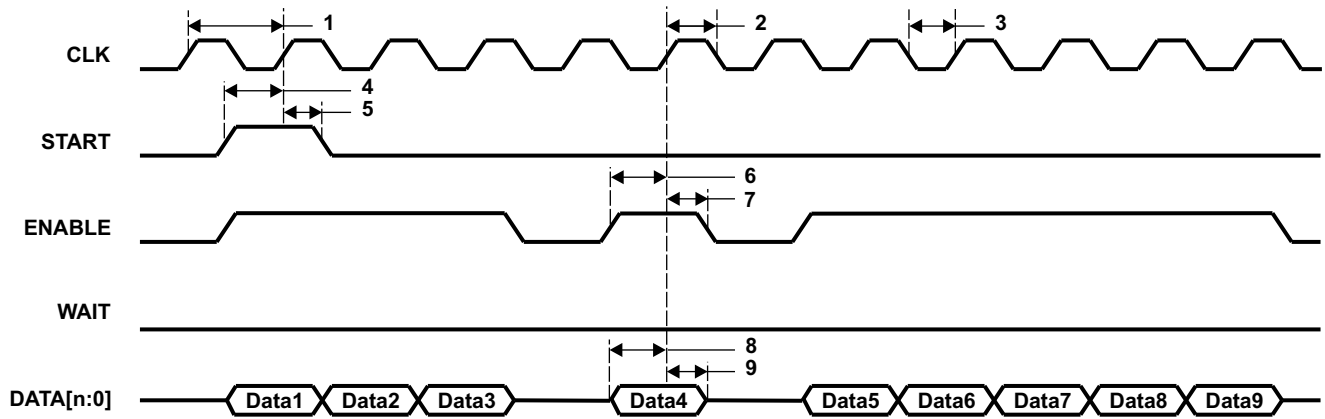 1 2 3
CLK
4
5
START
6
7
ENABLE
WAIT
8
9
DATA[n:0] Data1 Data2 Data3 Data4 Data5 Data6 Data7 Data8 Data9